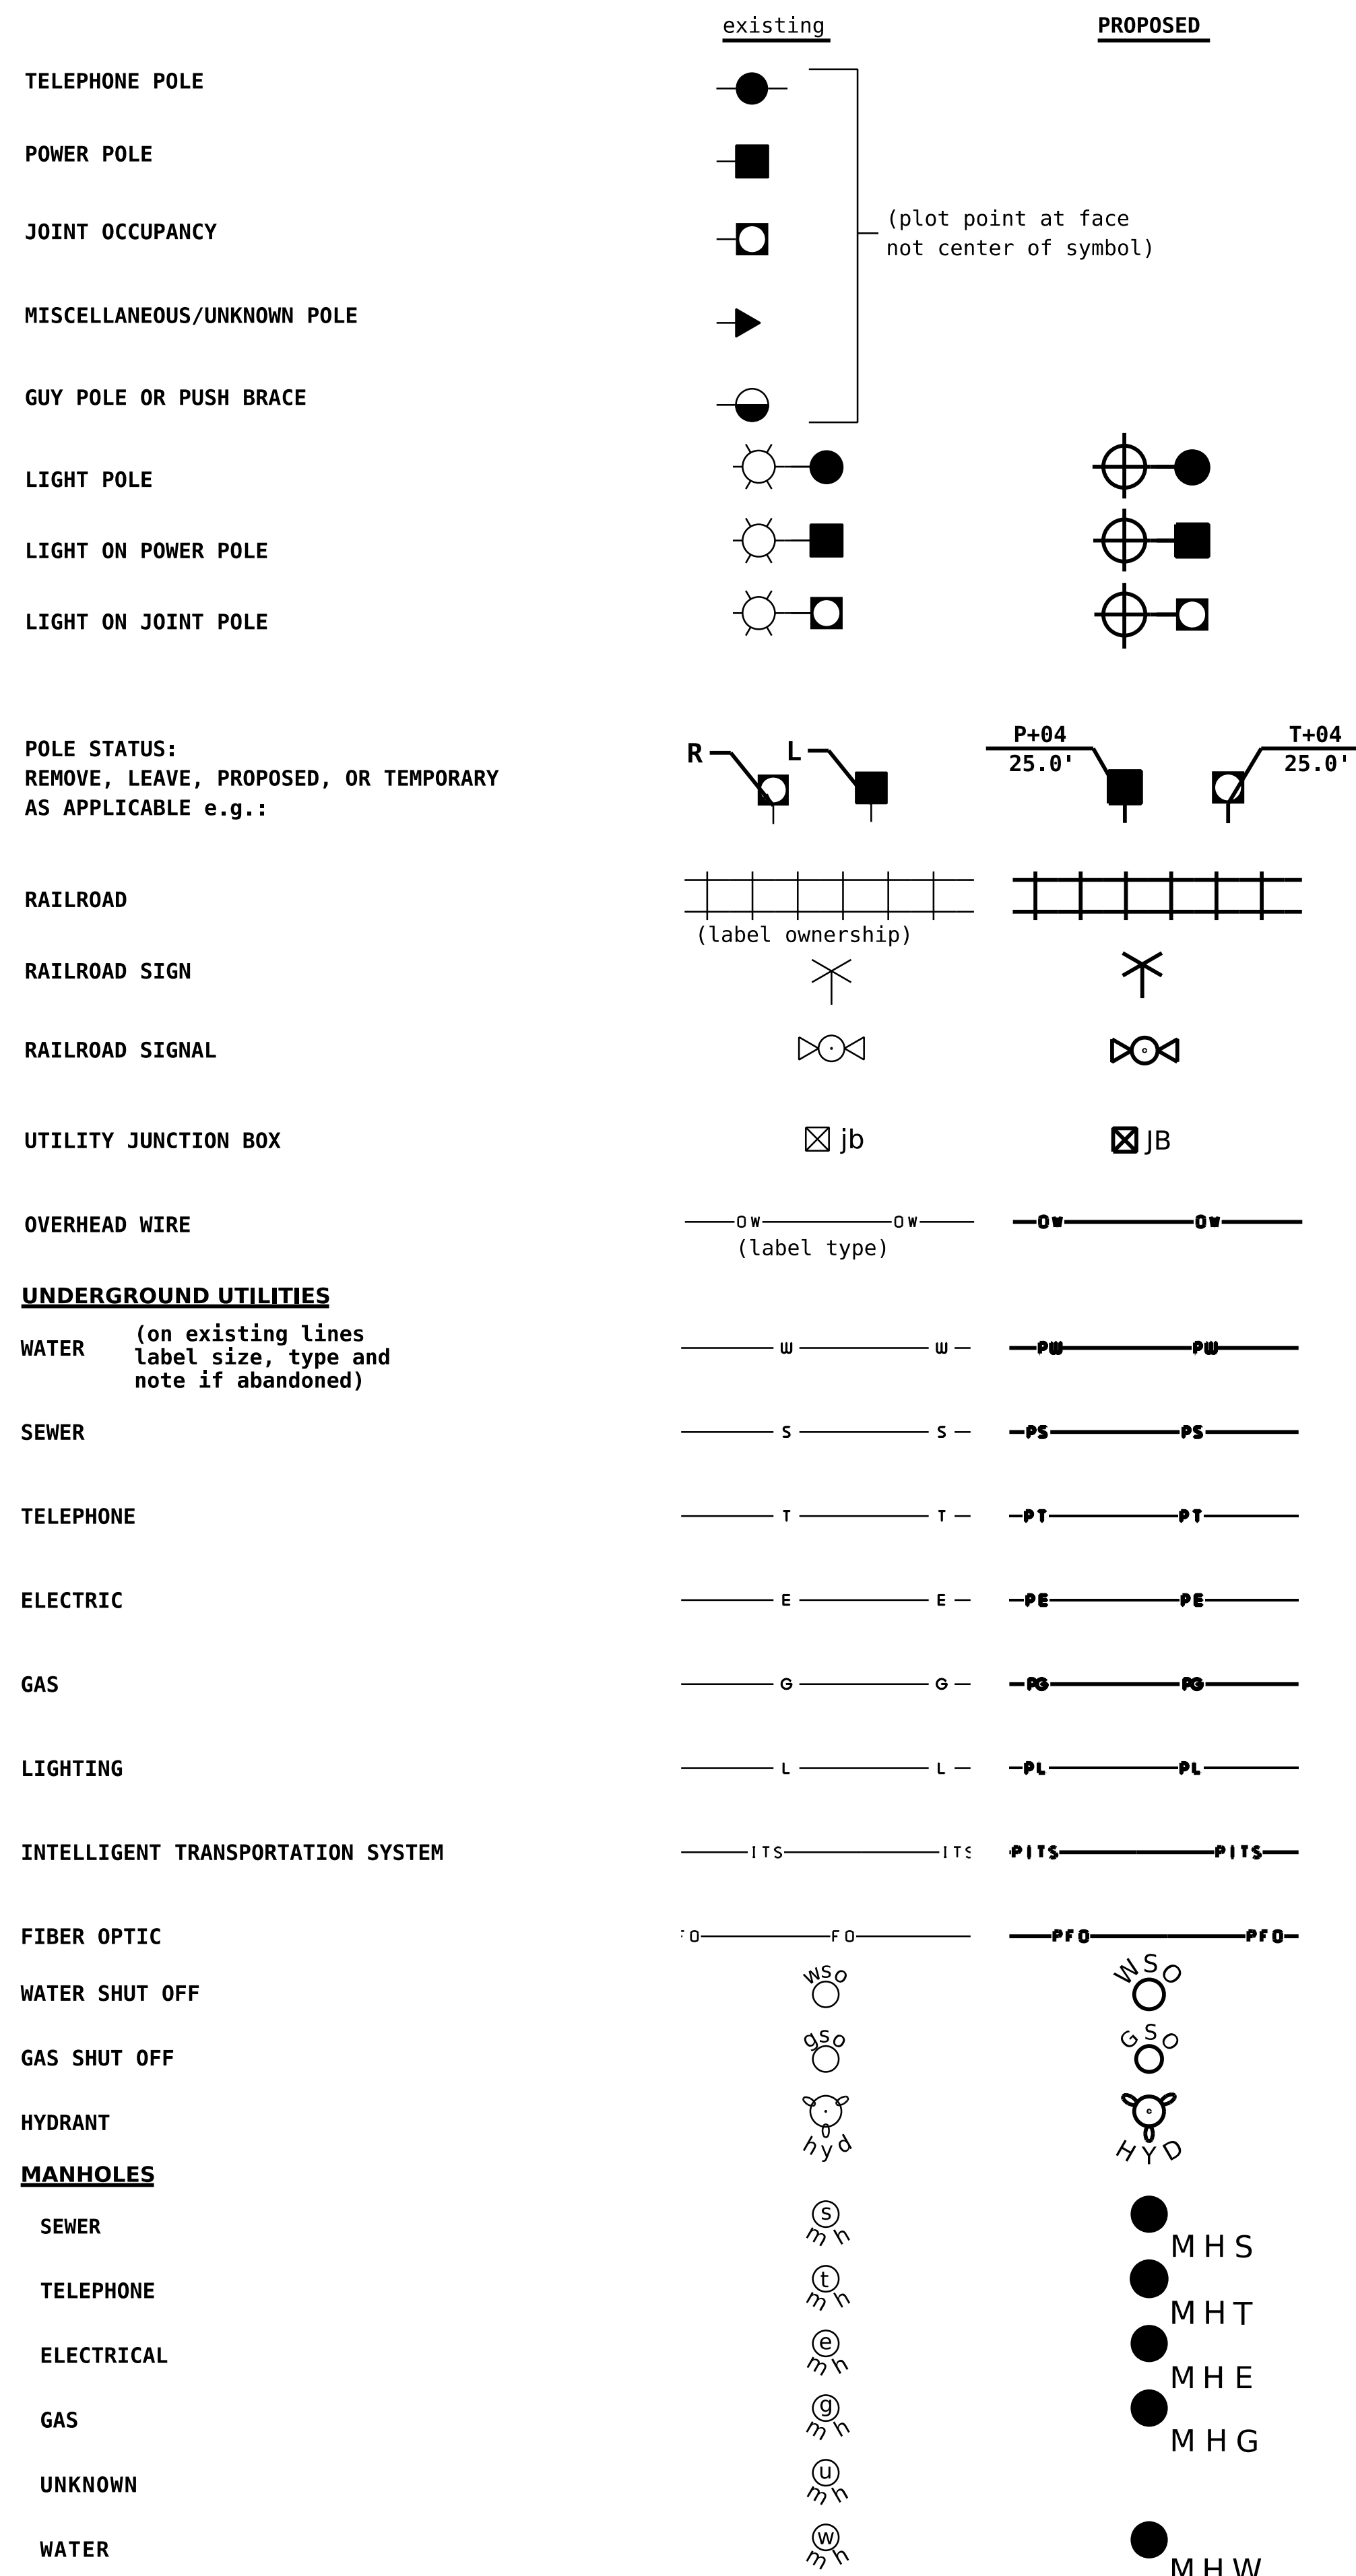 existing PROPOSED
TELEPHONE POLE
POWER POLE
JOINT OCCUPANCY
(plot point at face
not center of symbol)
MISCELLANEOUS/UNKNOWN POLE
GUY POLE OR PUSH BRACE
LIGHT POLE
LIGHT ON POWER POLE
LIGHT ON JOINT POLE
POLE STATUS:
REMOVE, LEAVE, PROPOSED, OR TEMPORARY
AS APPLICABLE e.g.:
R L P+04 T+04
25.0' 25.0'
RAILROAD
(label ownership)
RAILROAD SIGN
RAILROAD SIGNAL
UTILITY JUNCTION BOX jb JB
OVERHEAD WIRE OW OW OW OW
(label type)
UNDERGROUND UTILITIES
WATER (on existing lines
label size, type and
note if abandoned)
W W PW PW
SEWER S S PS PS
TELEPHONE T T PT PT
ELECTRIC E E PE PE
GAS G G PG PG
LIGHTING L L PL PL
INTELLIGENT TRANSPORTATION SYSTEM ITS ITS PITS PITS
FIBER OPTIC FO FO PFO PFO
WATER SHUT OFF wso WSO
GAS SHUT OFF gso GSO
HYDRANT hyd HYD
MANHOLES
SEWER s mh MHS
TELEPHONE t mh MHT
ELECTRICAL e mh MHE
GAS g mh MHG
UNKNOWN u mh
WATER w mh MHW